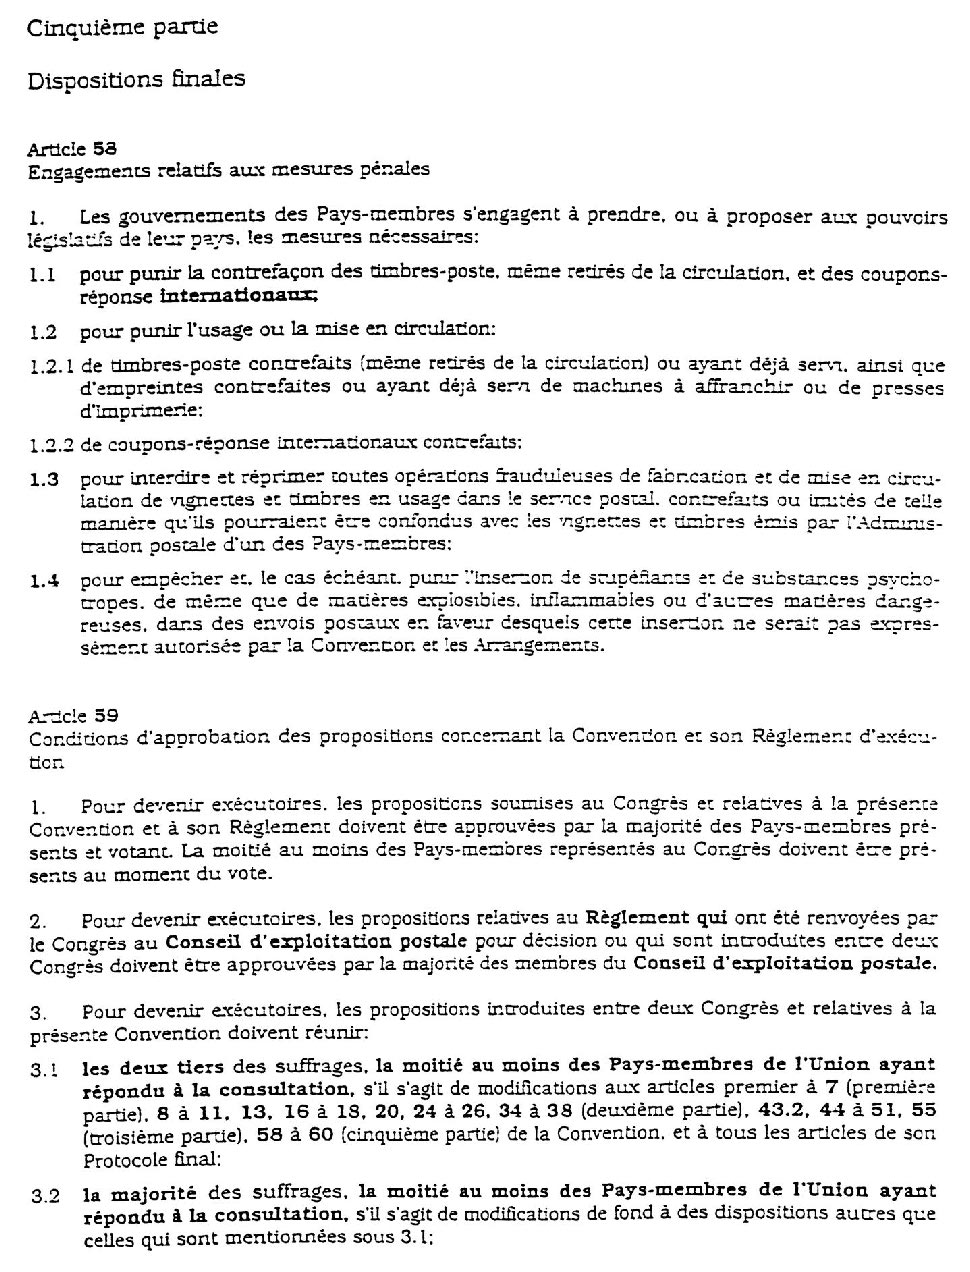 Cinquième partie
Dispositions finales
Article 58
Engagements relatifs aux mesures pénales
1. Les gouvernements des Pays-membres s'engagent à prendre, ou à proposer aux pouvoirs
législatifs de leur pays, les mesures nécessaires:
1.1 pour punir la contrefaçon des timbres-poste, même retirés de la circulation, et des coupons-
réponse internationaux;
1.2 pour punir l'usage ou la mise en circulation:
1.2.1 de timbres-poste contrefaits (même retirés de la circulation) ou ayant déjà servi, ainsi que
d'empreintes contrefaites ou ayant déjà servi de machines à affranchir ou de presses
d'imprimerie;
1.2.2 de coupons-réponse internationaux contrefaits;
1.3 pour interdire et réprimer toutes opérations frauduleuses de fabrication et de mise en circu-
lation de vignettes et timbres en usage dans le service postal, contrefaits ou imités de telle
manière qu'ils pourraient être confondus avec les vignettes et timbres émis par l'Adminis-
tration postale d'un des Pays-membres;
1.4 pour empêcher et, le cas échéant, punir l'insertion de stupéfiants et de substances psycho-
tropes, de même que de matières explosibles, inflammables ou d'autres matières dange-
reuses, dans des envois postaux en faveur desquels cette insertion ne serait pas expres-
sément autorisée par la Convention et les Arrangements.
Article 59
Conditions d'approbation des propositions concernant la Convention et son Règlement d'exécu-
tion
1. Pour devenir exécutoires, les propositions soumises au Congrès et relatives à la présente
Convention et à son Règlement doivent être approuvées par la majorité des Pays-membres pré-
sents et votant. La moitié au moins des Pays-membres représentés au Congrès doivent être pré-
sents au moment du vote.
2. Pour devenir exécutoires, les propositions relatives au Règlement qui ont été renvoyées par
le Congrès au Conseil d'exploitation postale pour décision ou qui sont introduites entre deux
Congrès doivent être approuvées par la majorité des membres du Conseil d'exploitation postale.
3. Pour devenir exécutoires, les propositions introduites entre deux Congrès et relatives à la
présente Convention doivent réunir:
3.1 les deux tiers des suffrages, la moitié au moins des Pays-membres de l'Union ayant
répondu à la consultation, s'il s'agit de modifications aux articles premier à 7 (première
partie), 8 à 11, 13, 16 à 18, 20, 24 à 26, 34 à 38 (deuxième partie), 43.2, 44 à 51, 55
(troisième partie), 58 à 60 (cinquième partie) de la Convention, et à tous les articles de son
Protocole final;
3.2 la majorité des suffrages, la moitié au moins des Pays-membres de l'Union ayant
répondu à la consultation, s'il s'agit de modifications de fond à des dispositions autres que
celles qui sont mentionnées sous 3.1;